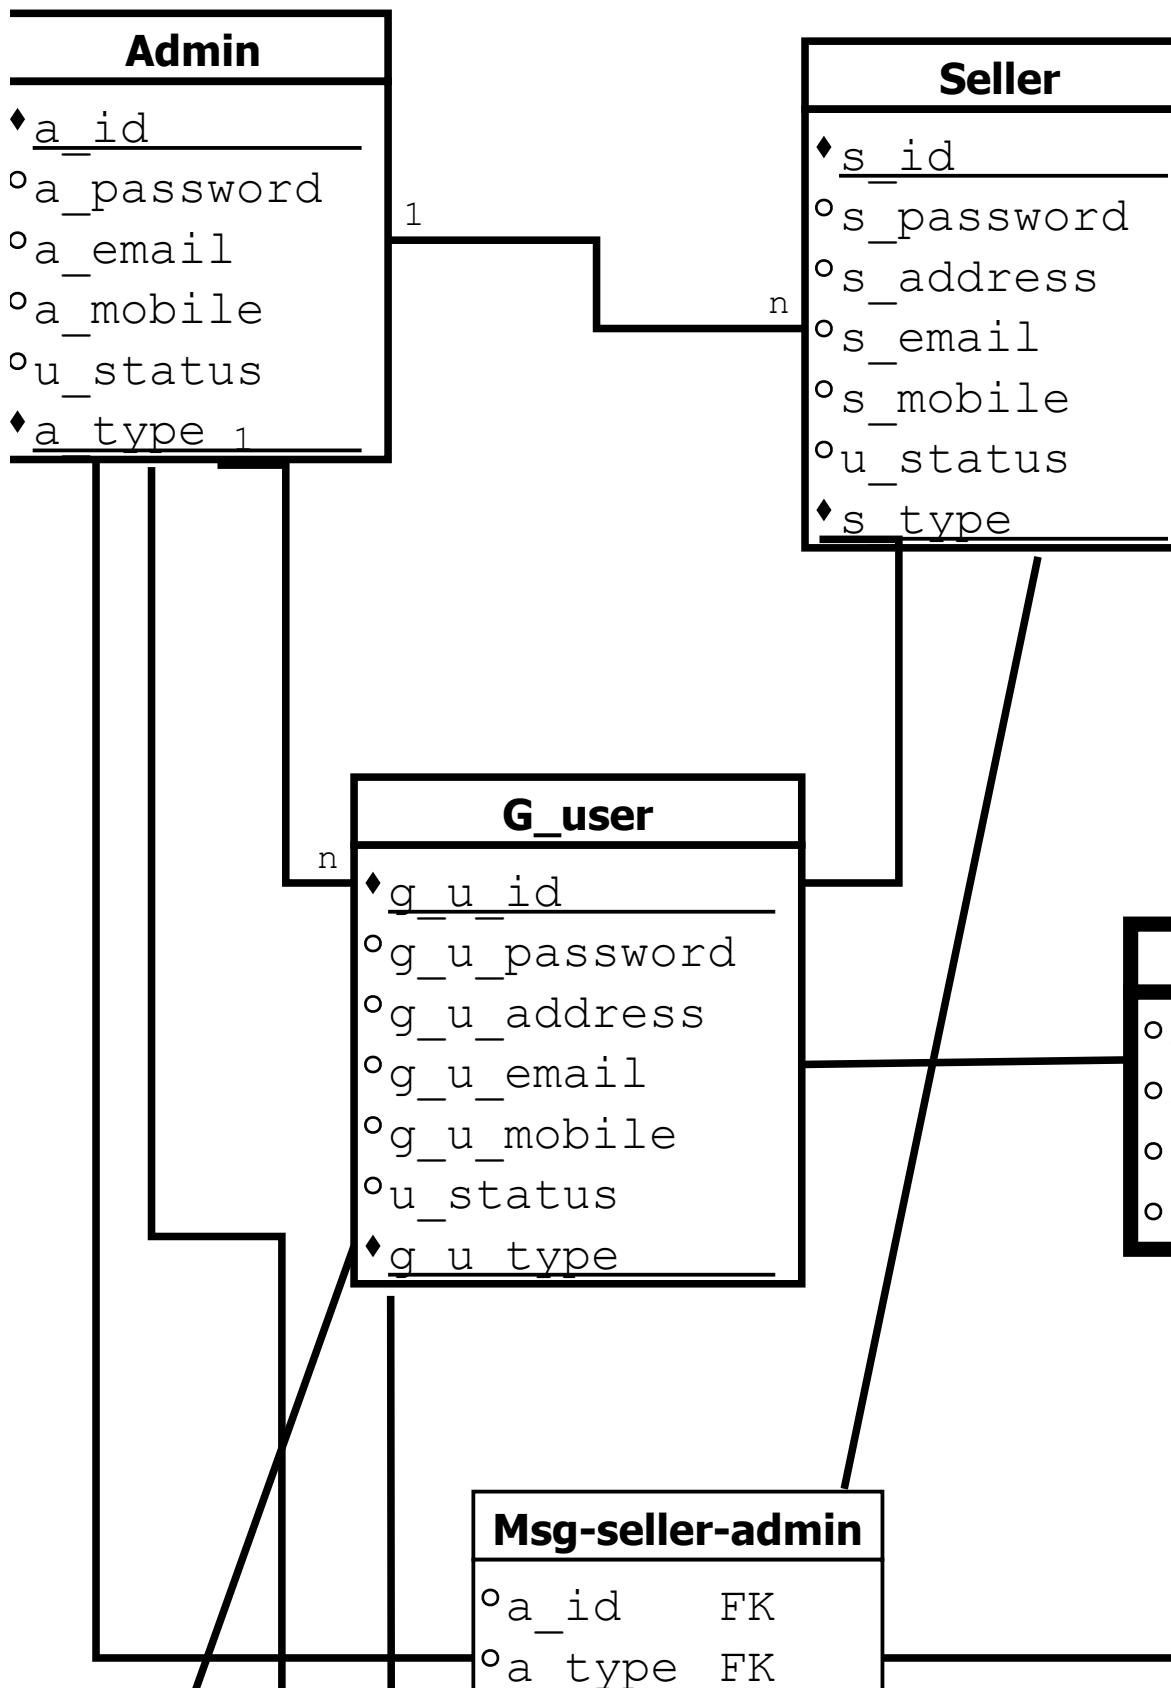 Admin
a_id
a_password
a_email
a_mobile
u_status
a_type
1
1
n
Seller
s_id
s_password
s_address
s_email
s_mobile
u_status
s_type
n
G_user
g_u_id
g_u_password
g_u_address
g_u_email
g_u_mobile
u_status
g_u_type
Msg-seller-admin
a_id FK
a_type FK